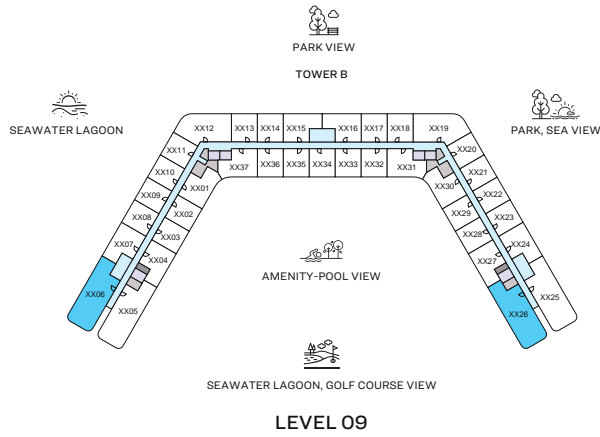 PARK VIEW
TOWER B
SEAWATER LAGOON
PARK, SEA VIEW
XX12
XX13
XX14
XX15
XX16
XX17
XX18
XX19
XX11
XX37
XX36
XX35
XX34
XX33
XX32
XX31
XX20
XX10
XX01
XX30
XX21
XX09
XX02
XX29
XX22
XX08
XX03
XX28
XX23
XX07
XX04
XX27
XX24
XX06
XX05
XX26
XX25
AMENITY-POOL VIEW
SEAWATER LAGOON, GOLF COURSE VIEW
LEVEL 09